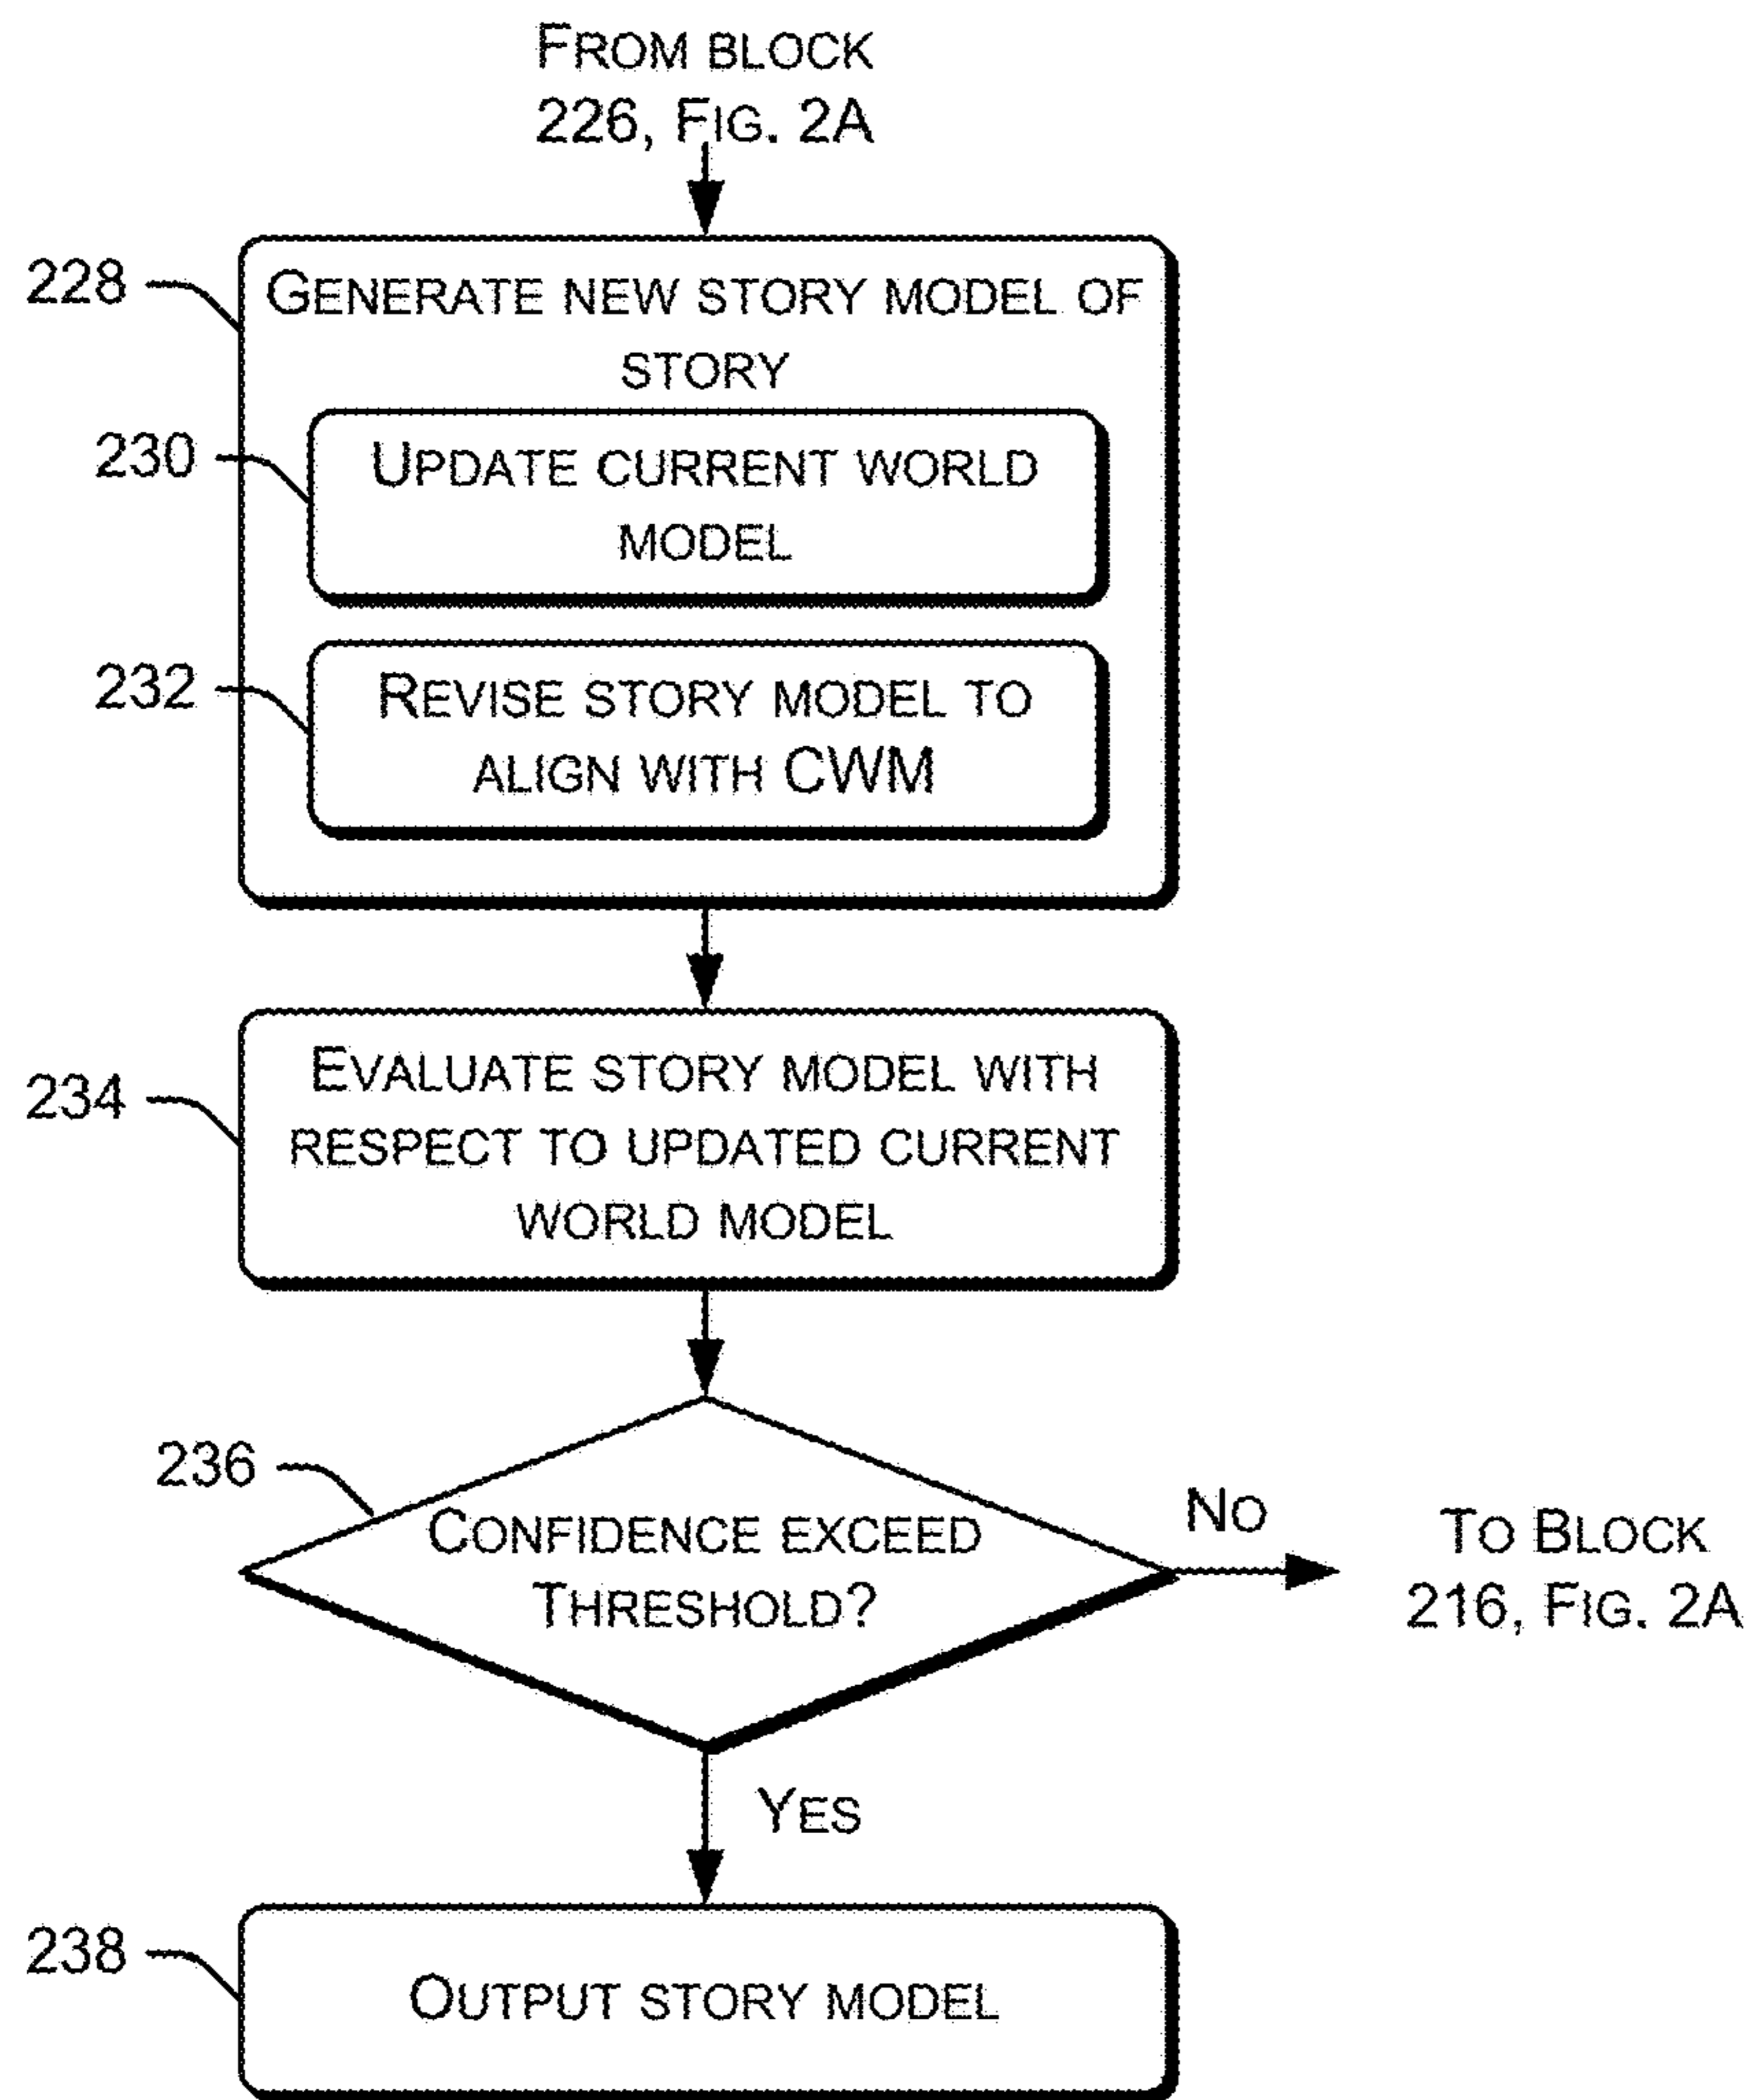 FROM BLOCK
226, FIG. 2A
228
GENERATE NEW STORY MODEL OF
STORY
230
UPDATE CURRENT WORLD
MODEL
232
REVISE STORY MODEL TO
ALIGN WITH CWM
234
EVALUATE STORY MODEL WITH
RESPECT TO UPDATED CURRENT
WORLD MODEL
236
CONFIDENCE EXCEED
THRESHOLD?
NO
TO BLOCK
216, FIG. 2A
YES
238
OUTPUT STORY MODEL